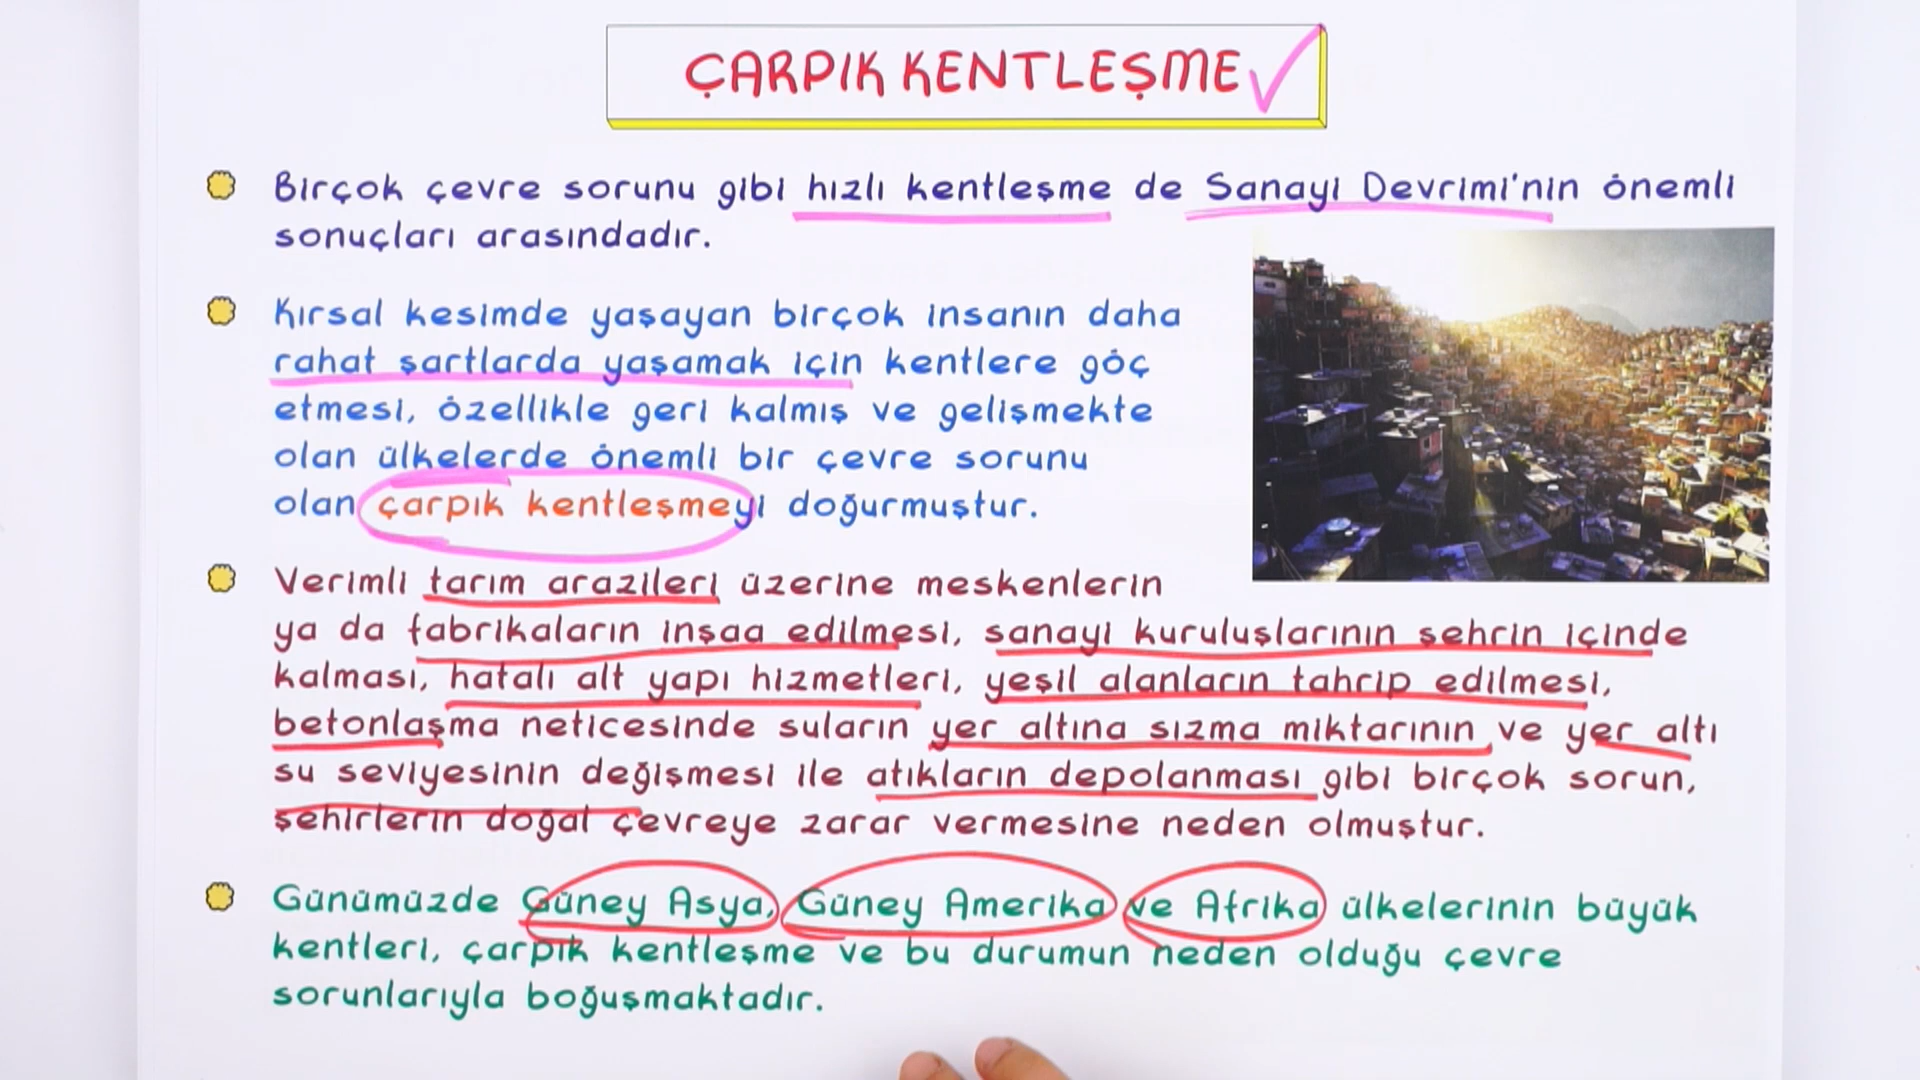 ÇARPIK KENTLEŞME
Birçok çevre sorunu gibi hızlı kentleşme de Sanayi Devrimi'nin önemli
sonuçları arasındadır.
Kırsal kesimde yaşayan birçok insanın daha
rahat şartlarda yaşamak için kentlere göç
etmesi, özellikle geri kalmış ve gelişmekte
olan ülkelerde önemli bir çevre sorunu
olan çarpık kentleşmeyi doğurmuştur.
Verimli tarım arazileri üzerine meskenlerin
ya da fabrikaların inşaa edilmesi, sanayi kuruluşlarının şehrin içinde
kalması, hatalı alt yapı hizmetleri, yeşil alanların tahrip edilmesi,
betonlaşma neticesinde suların yer altına sızma miktarının ve yer altı
su seviyesinin değişmesi ile atıkların depolanması gibi birçok sorun,
şehirlerin doğal çevreye zarar vermesine neden olmuştur.
Günümüzde Güney Asya, Güney Amerika ve Afrika ülkelerinin büyük
kentleri, çarpık kentleşme ve bu durumun neden olduğu çevre
sorunlarıyla boğuşmaktadır.